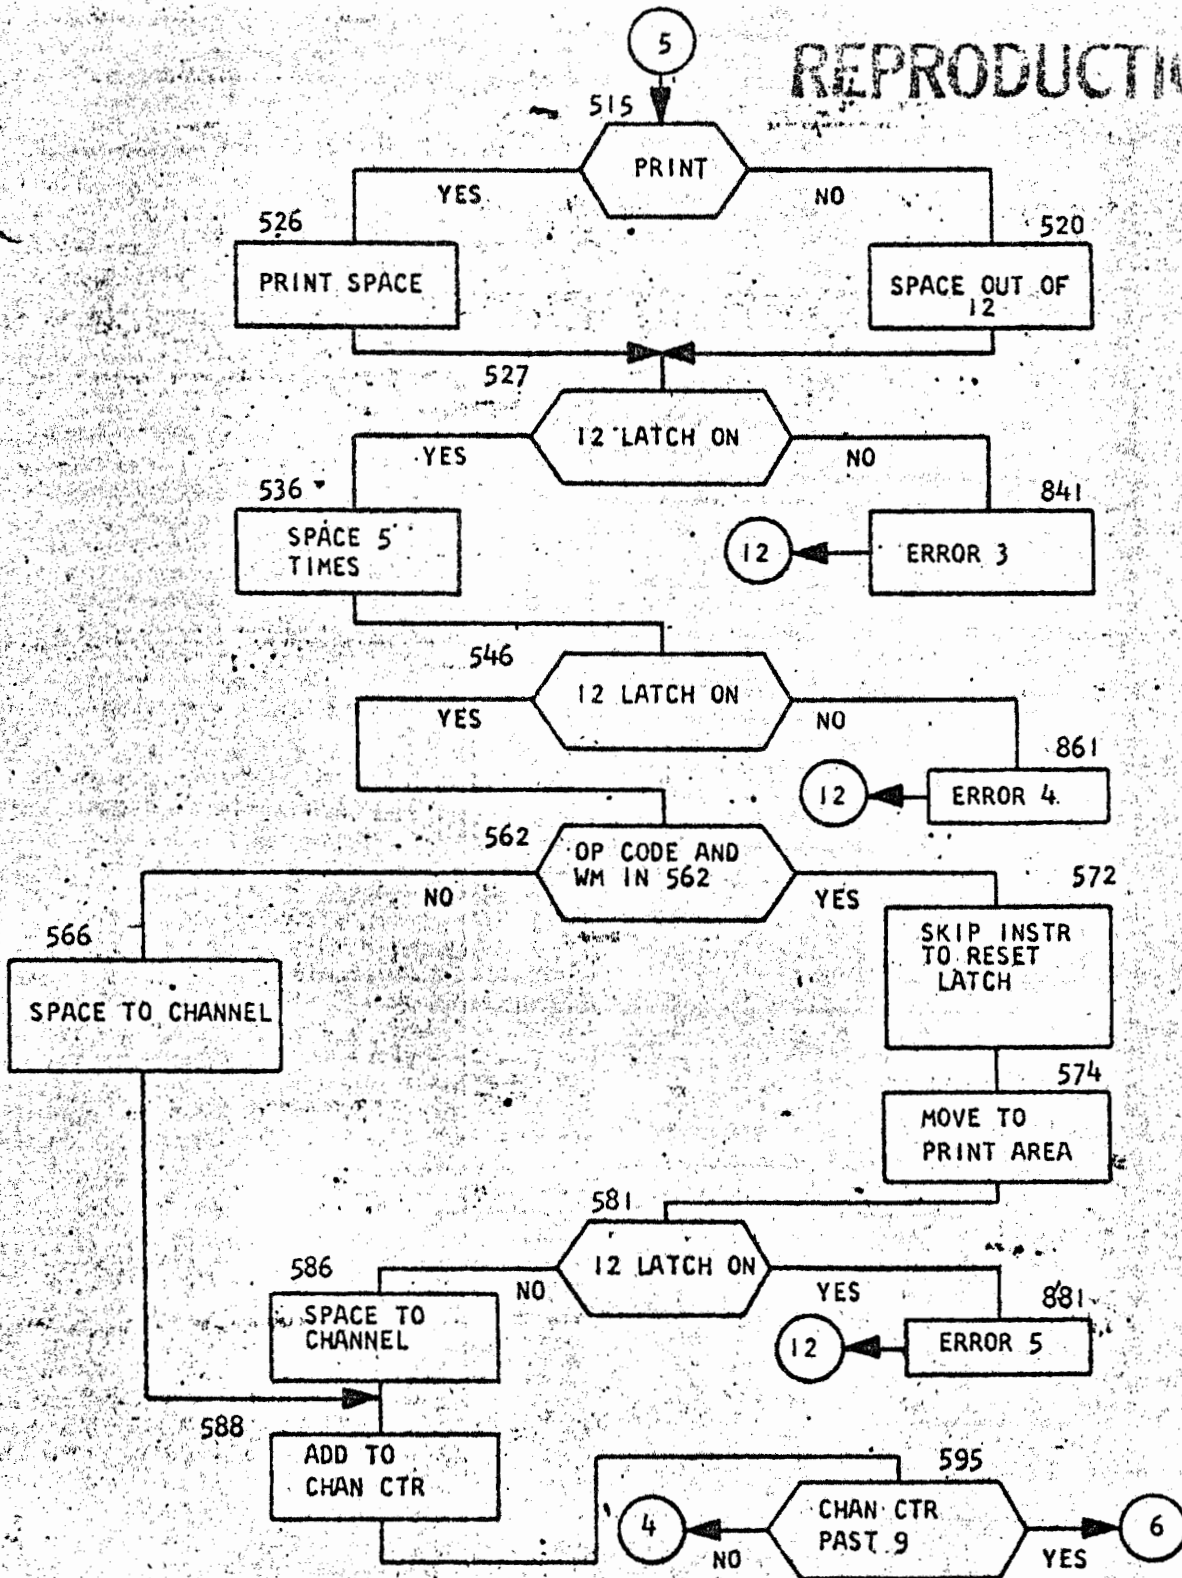 5
REPRODUCTIO
515
PRINT
YES
NO
526
520
PRINT SPACE
SPACE OUT OF
12
527
12 LATCH ON
YES
NO
536
841
SPACE 5
TIMES
12
ERROR 3
546
12 LATCH ON
YES
NO
861
12
ERROR 4
562
OP CODE AND
WM IN 562
NO
YES
572
566
SKIP INSTR
TO RESET
LATCH
SPACE TO CHANNEL
574
MOVE TO
PRINT AREA
581
12 LATCH ON
586
NO
YES
881
SPACE TO
CHANNEL
12
ERROR 5
588
ADD TO
CHAN CTR
595
4
CHAN CTR
PAST 9
6
NO
YES